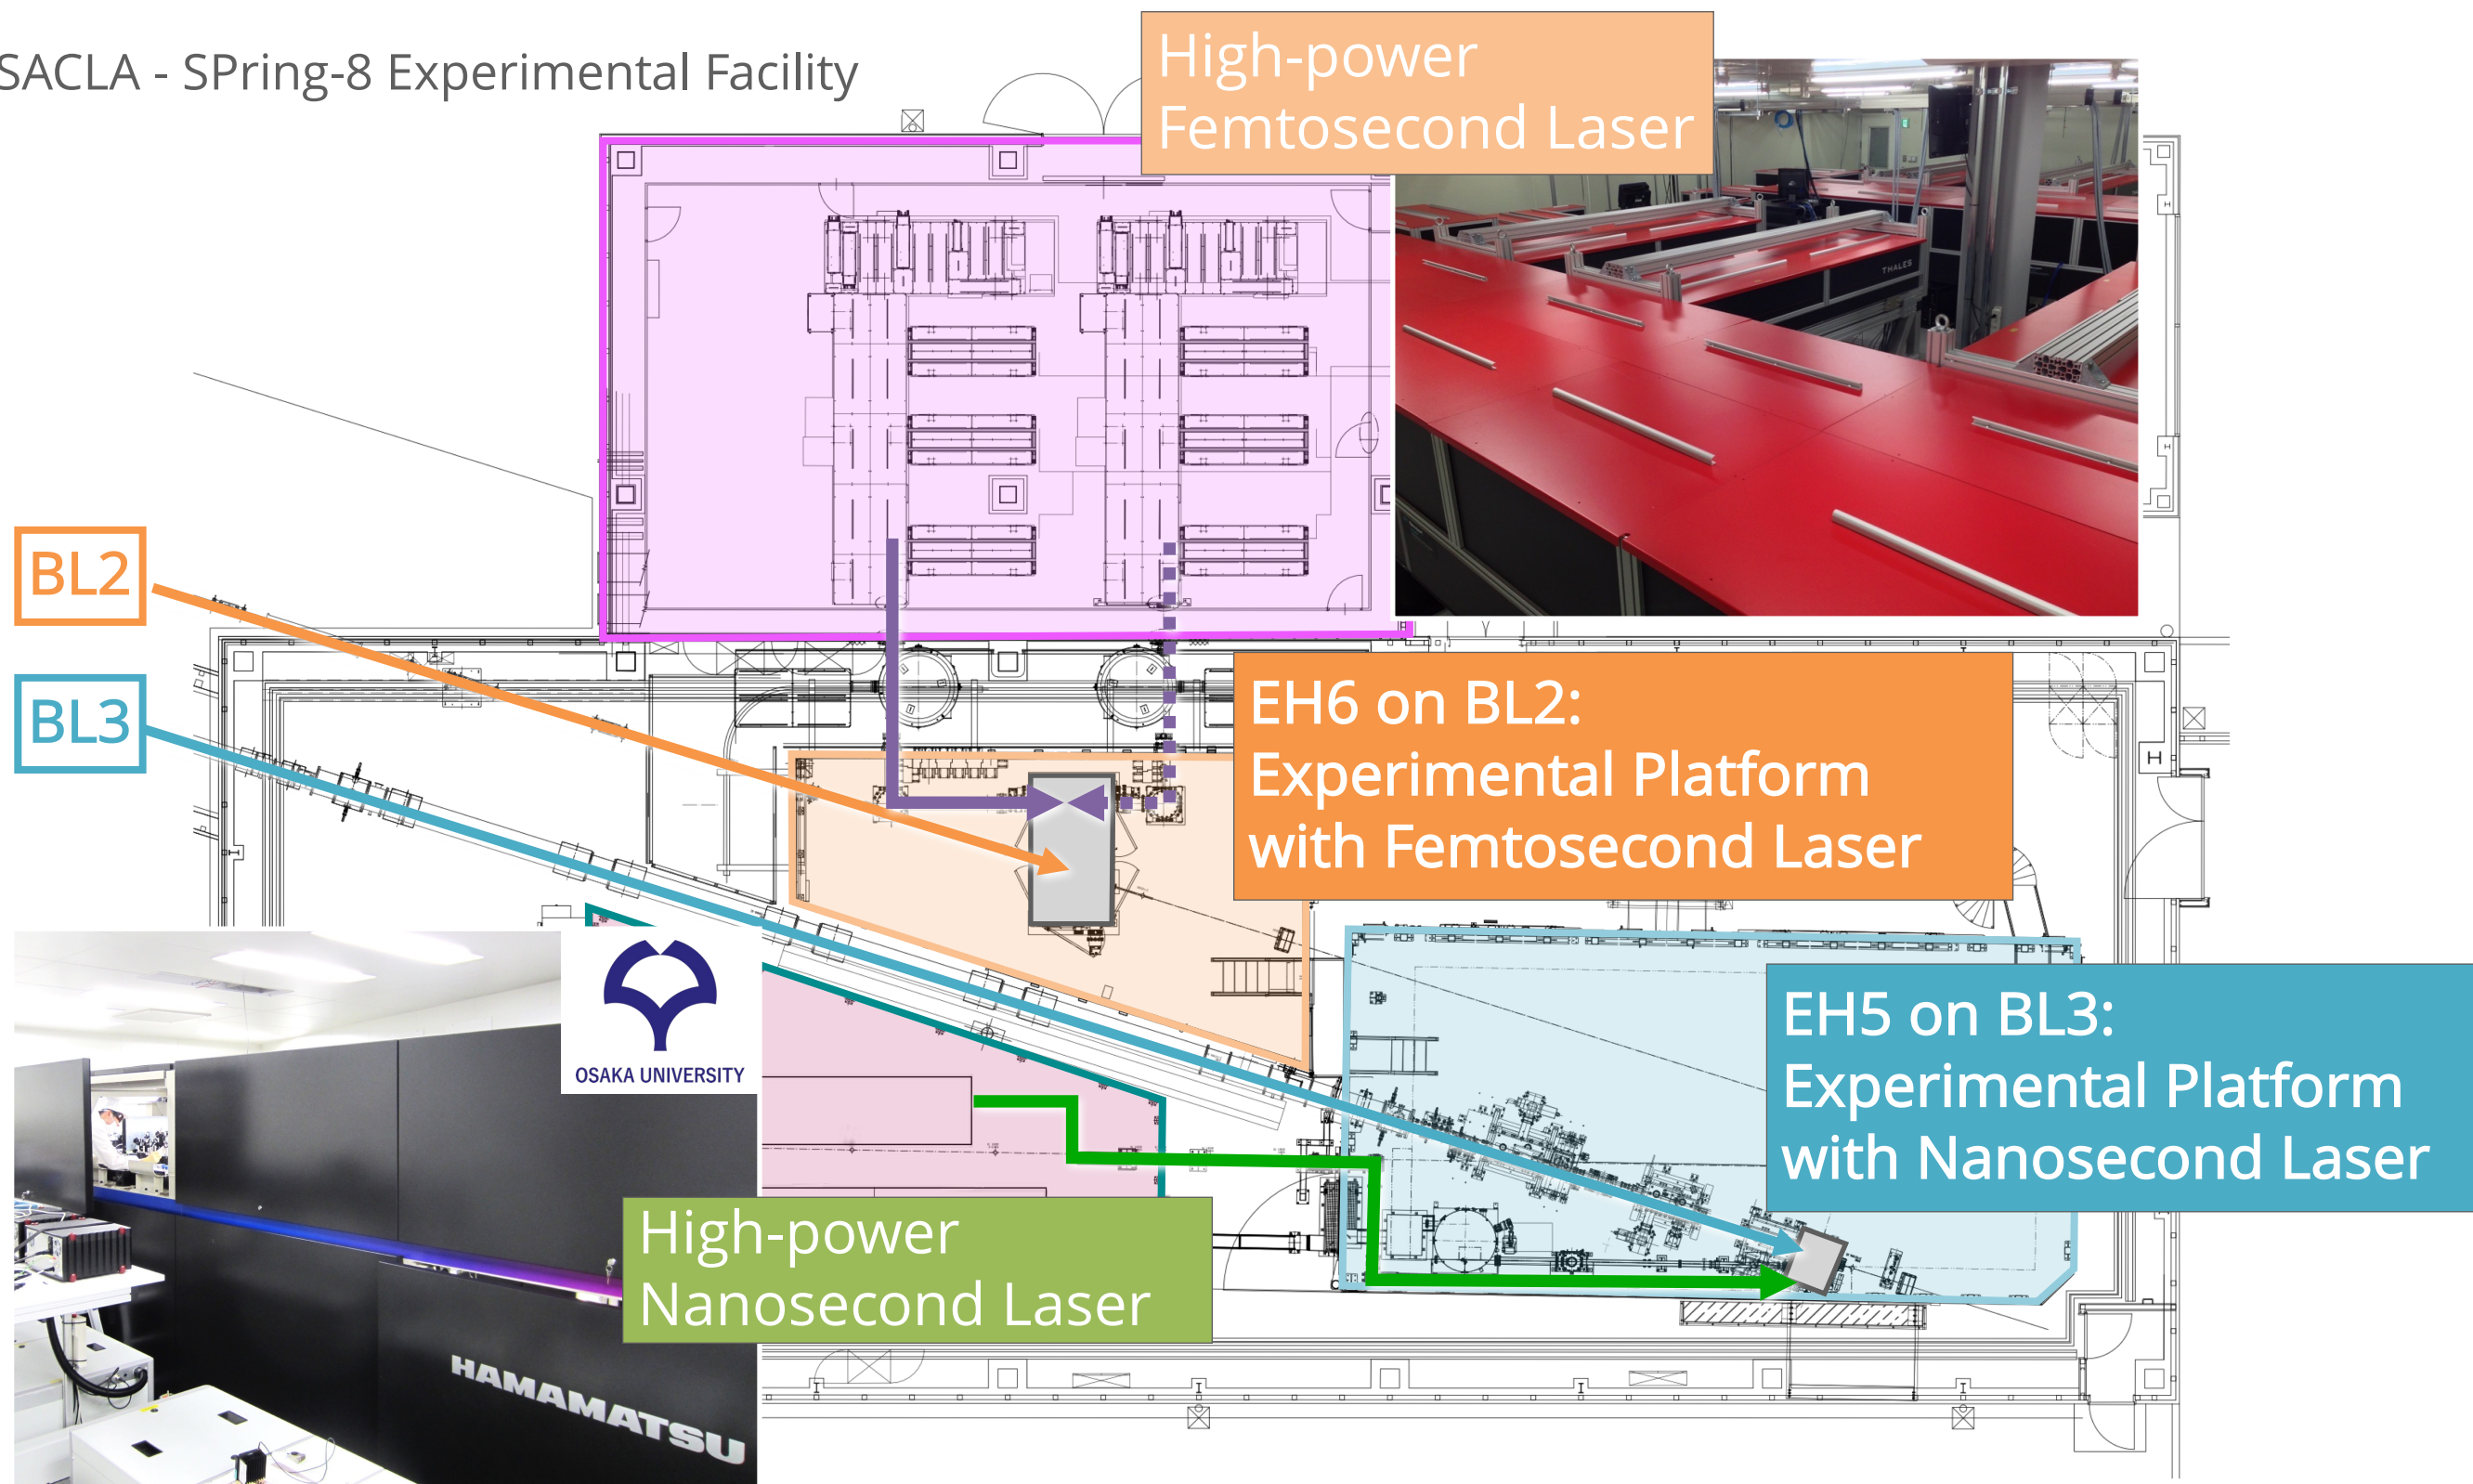 SACLA - SPring-8 Experimental Facility
High-power
Femtosecond Laser
THALES
BL2
BL3
EH6 on BL2:
Experimental Platform
with Femtosecond Laser
H
OSAKA UNIVERSITY
EH5 on BL3:
Experimental Platform
with Nanosecond Laser
High-power
Nanosecond Laser
HAMAMATSU